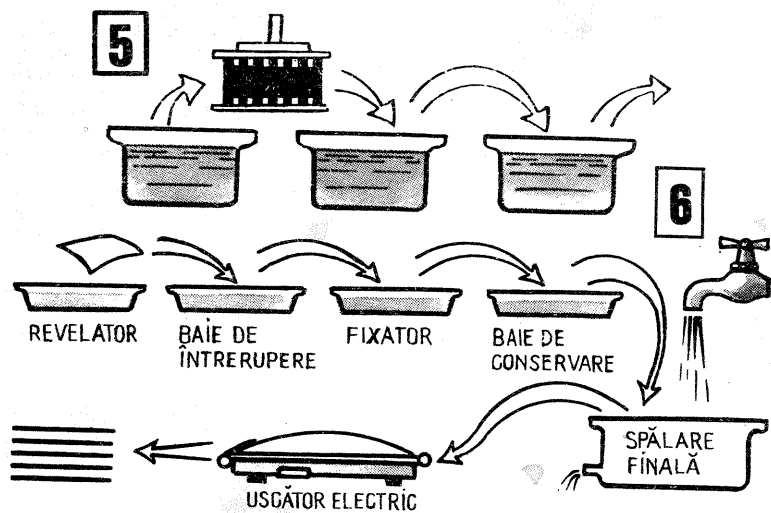 5
6
REVELATOR
BAIE DE
ÎNTRERUPERE
FIXATOR
BAIE DE
CONSERVARE
SPĂLARE
FINALĂ
USCĂTOR ELECTRIC